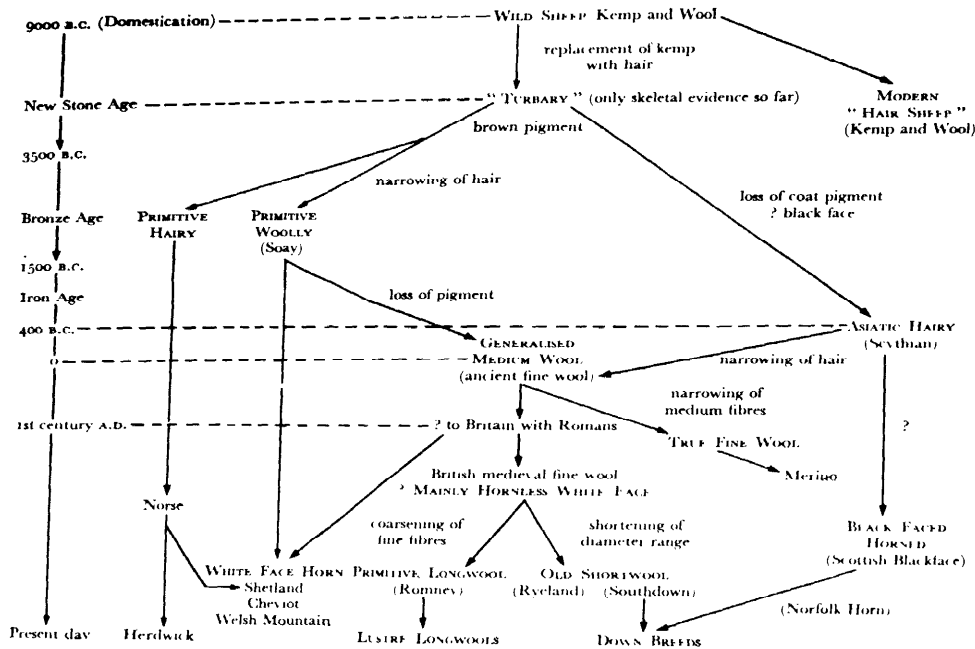 9000 B.C. (Domestication)
WILD SHEEP Kemp and Wool
replacement of kemp
with hair
New Stone Age
"TURBARY" (only skeletal evidence so far)
MODERN
"HAIR SHEEP"
(Kemp and Wool)
brown pigment
3500 B.C.
narrowing of hair
loss of coat pigment
? black face
Bronze Age
PRIMITIVE
HAIRY
PRIMITIVE
WOOLLY
(Soay)
1500 B.C.
Iron Age
loss of pigment
400 B.C.
ASIATIC HAIRY
(Scythian)
GENERALISED
MEDIUM WOOL
(ancient fine wool)
0
narrowing of hair
narrowing of
medium fibres
1st century A.D.
? to Britain with Romans
?
TRUE FINE WOOL
Merino
British medieval fine wool
? MAINLY HORNLESS WHITE FACE
Norse
coarsening of
fine fibres
shortening of
diameter range
BLACK FACED
HORNED
(Scottish Blackface)
WHITE FACE HORN
Shetland
Cheviot
Welsh Mountain
PRIMITIVE LONGWOOL
(Romney)
OLD SHORTWOOL
(Ryeland) (Southdown)
(Norfolk Horn)
Present day
Herdwick
LUSTRE LONGWOOLS
DOWN BREEDS